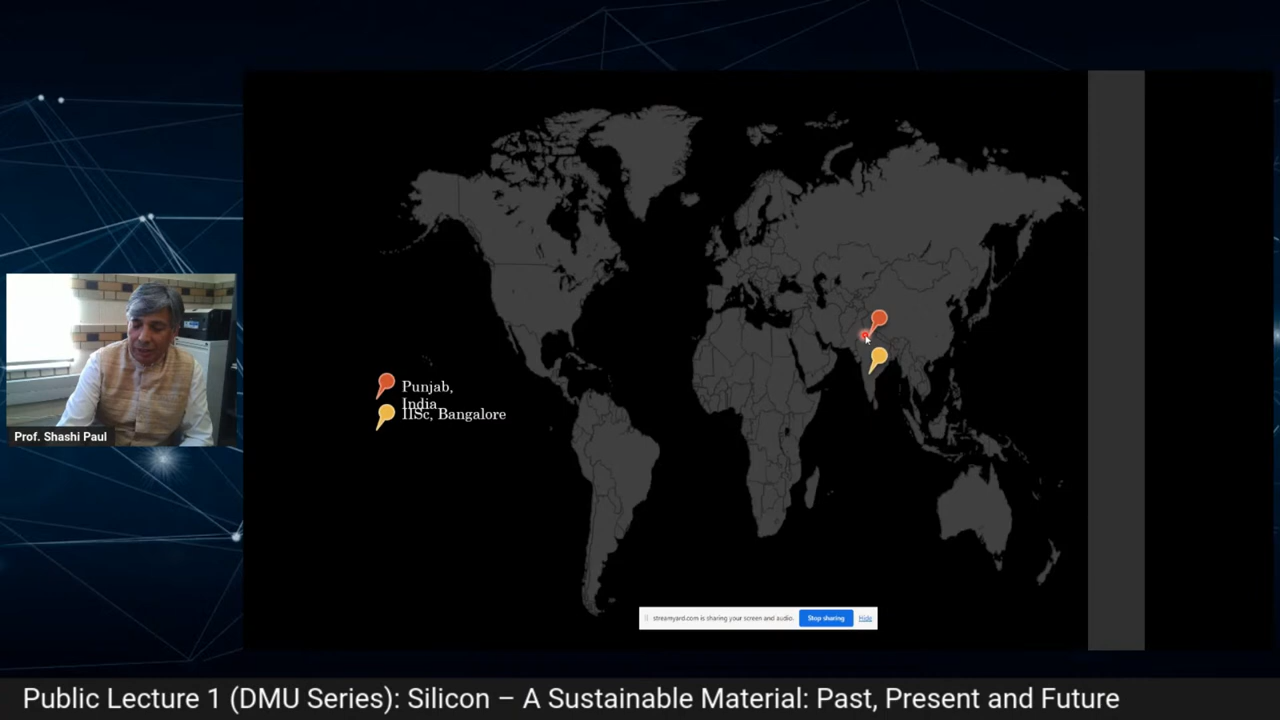 Punjab,
India
IISc, Bangalore
Prof. Shashi Paul
streamyard.com is sharing your screen and audio.
Stop sharing
Hide
Public Lecture 1 (DMU Series): Silicon – A Sustainable Material: Past, Present and Future